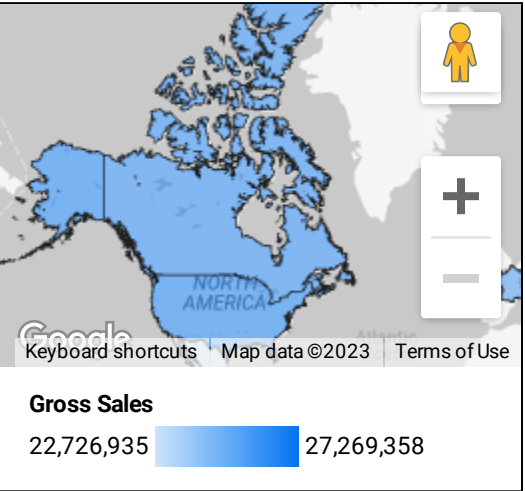 NORTH
AMERICA
Google
Atlantic
Keyboard shortcuts Map data ©2023 Terms of Use
Gross Sales
22,726,935 27,269,358